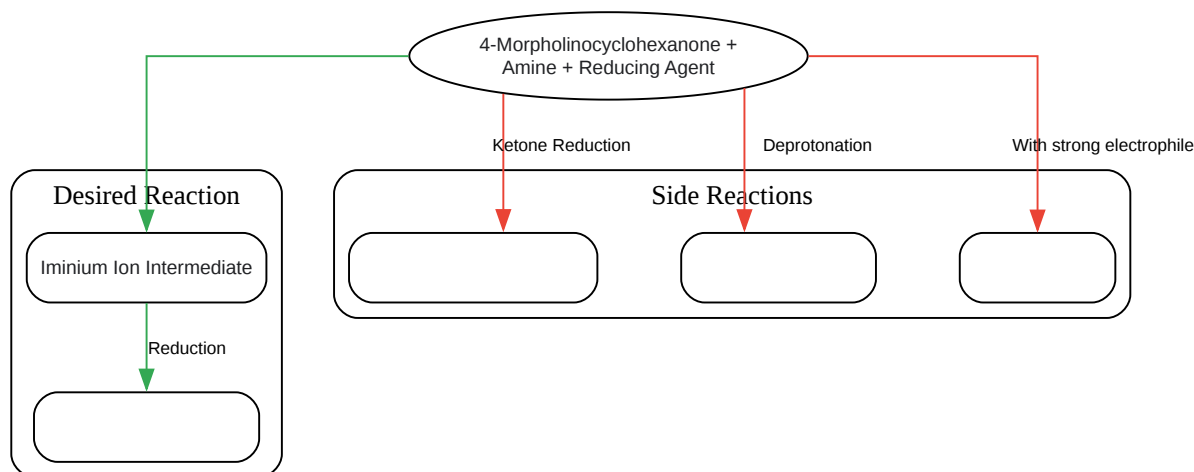 4-Morpholinocyclohexanone +
Amine + Reducing Agent
Ketone Reduction
Deprotonation
With strong electrophile
Desired Reaction
Side Reactions
Iminium Ion Intermediate
Reduction